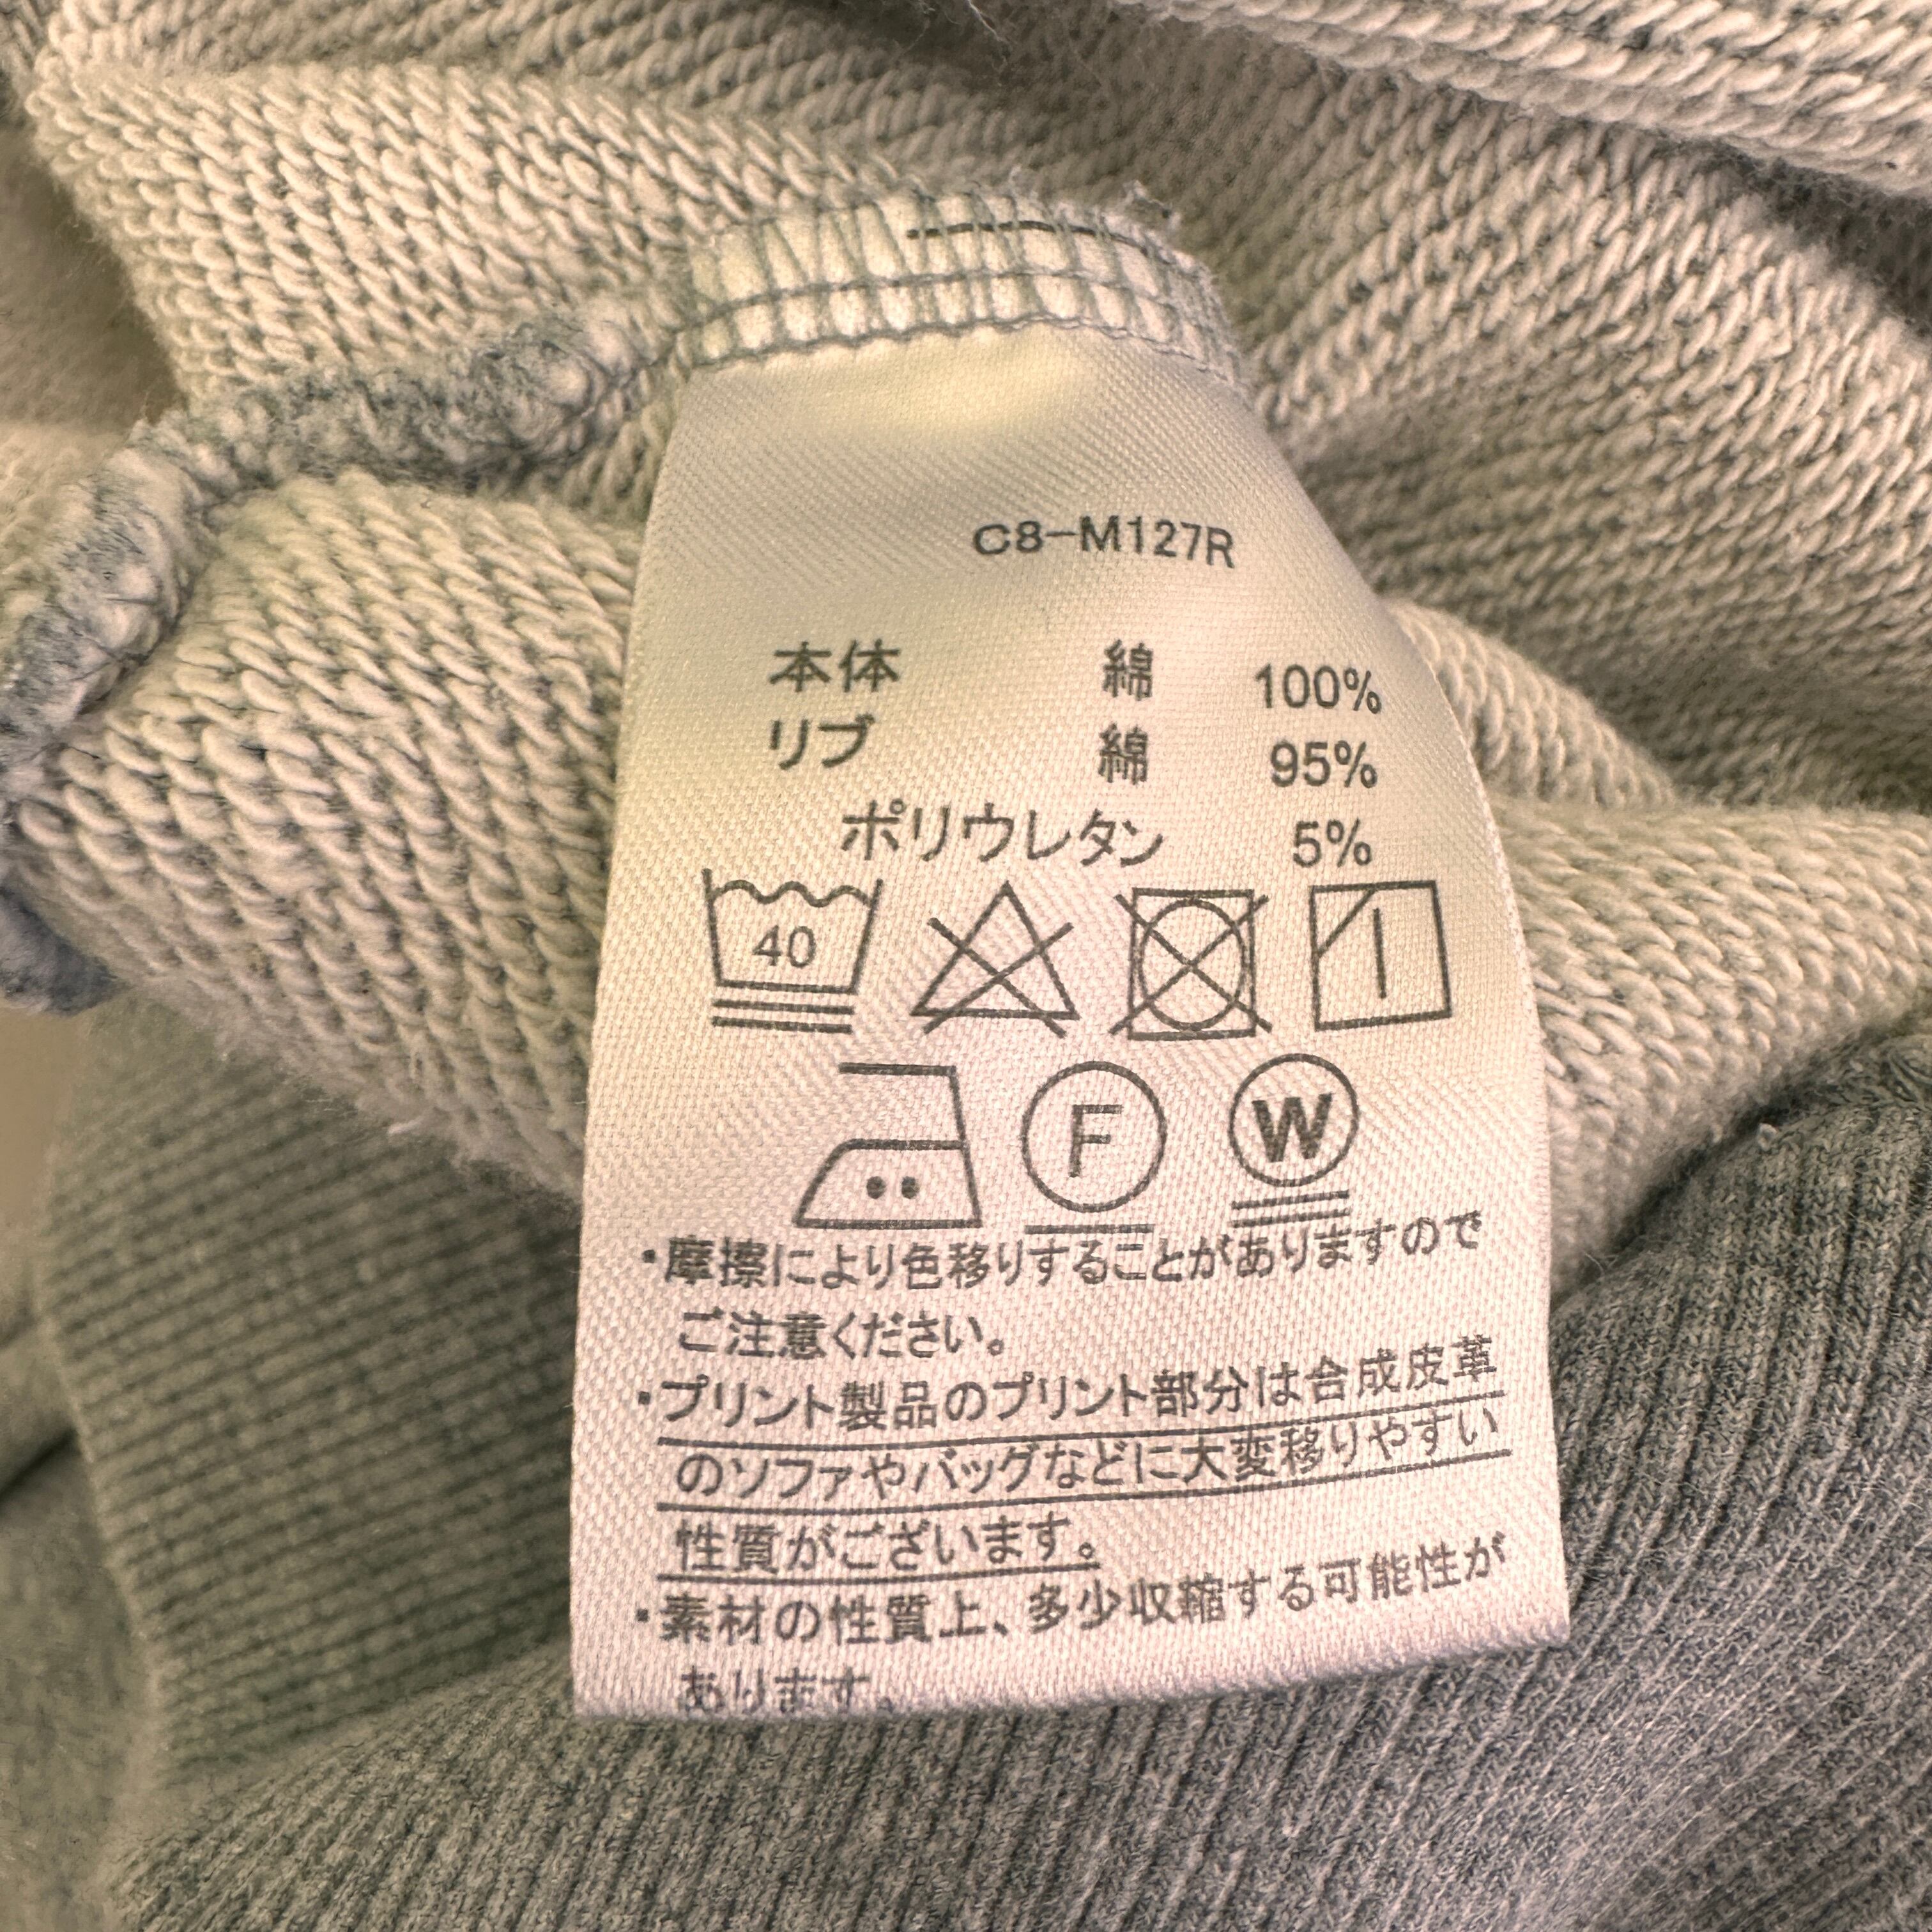 C8-M127R
本体 綿 100%
リブ 綿 95%
ポリウレタン 5%
40
F W
・摩擦により色移りすることがありますので
ご注意ください。
・プリント製品のプリント部分は合成皮革
のソファやバッグなどに大変移りやすい
性質がございます。
・素材の性質上、多少収縮する可能性が
あります。